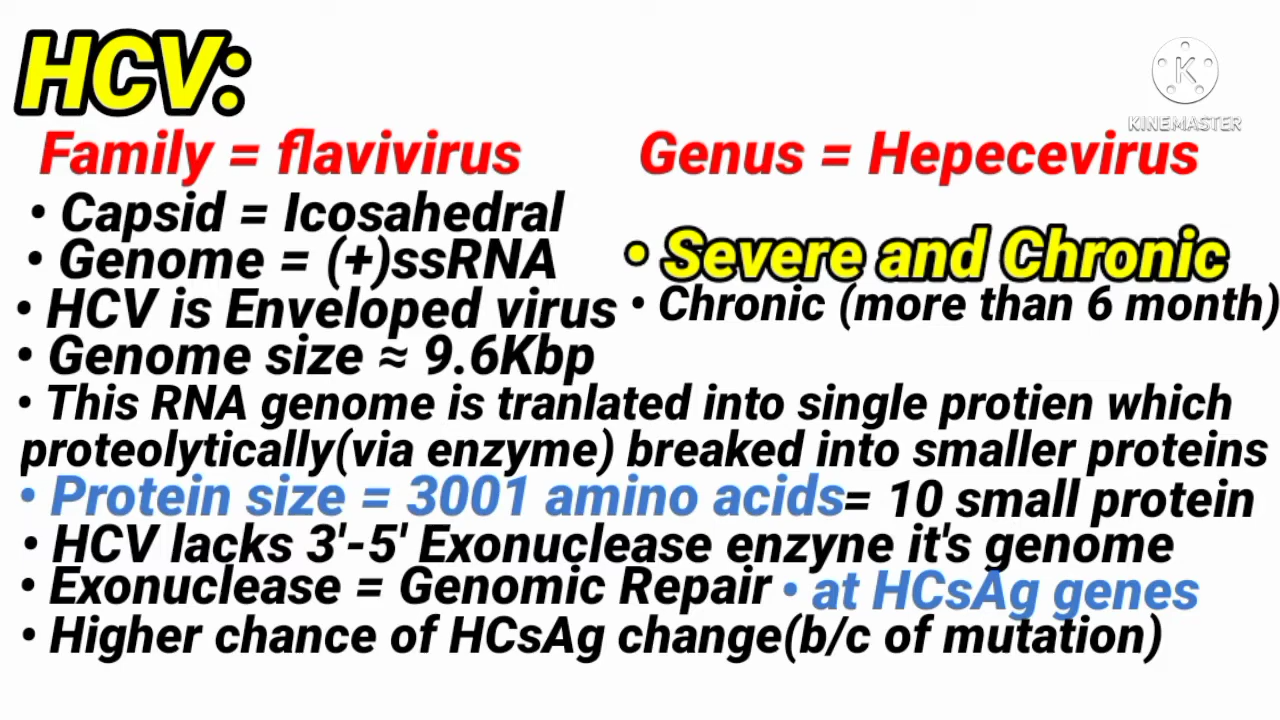 HCV:
KINEMASTER
Family = flavivirus
Genus = Hepecevirus
• Capsid = Icosahedral
• Genome = (+)ssRNA
• Severe and Chronic
• HCV is Enveloped virus
• Chronic (more than 6 month)
• Genome size ≈ 9.6Kbp
• This RNA genome is tranlated into single protien which
proteolytically(via enzyme) breaked into smaller proteins
• Protein size = 3001 amino acids= 10 small protein
• HCV lacks 3'-5' Exonuclease enzyne it's genome
• Exonuclease = Genomic Repair • at HCsAg genes
• Higher chance of HCsAg change(b/c of mutation)